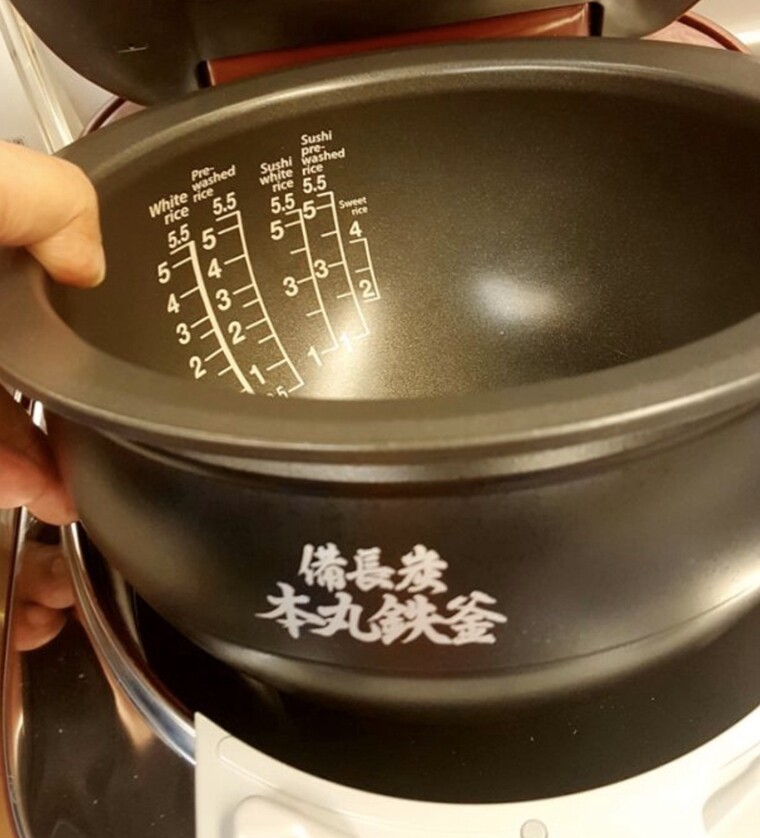 White
rice
5.5
5
4
3
2
Pre-
washed
rice
5.5
5
4
3
2
1
Sushi
white
rice
5.5
5
3
1
Sushi
pre-
washed
rice
5.5
5
3
1
Sweet
rice
4
2
備長炭
本丸鉄釜